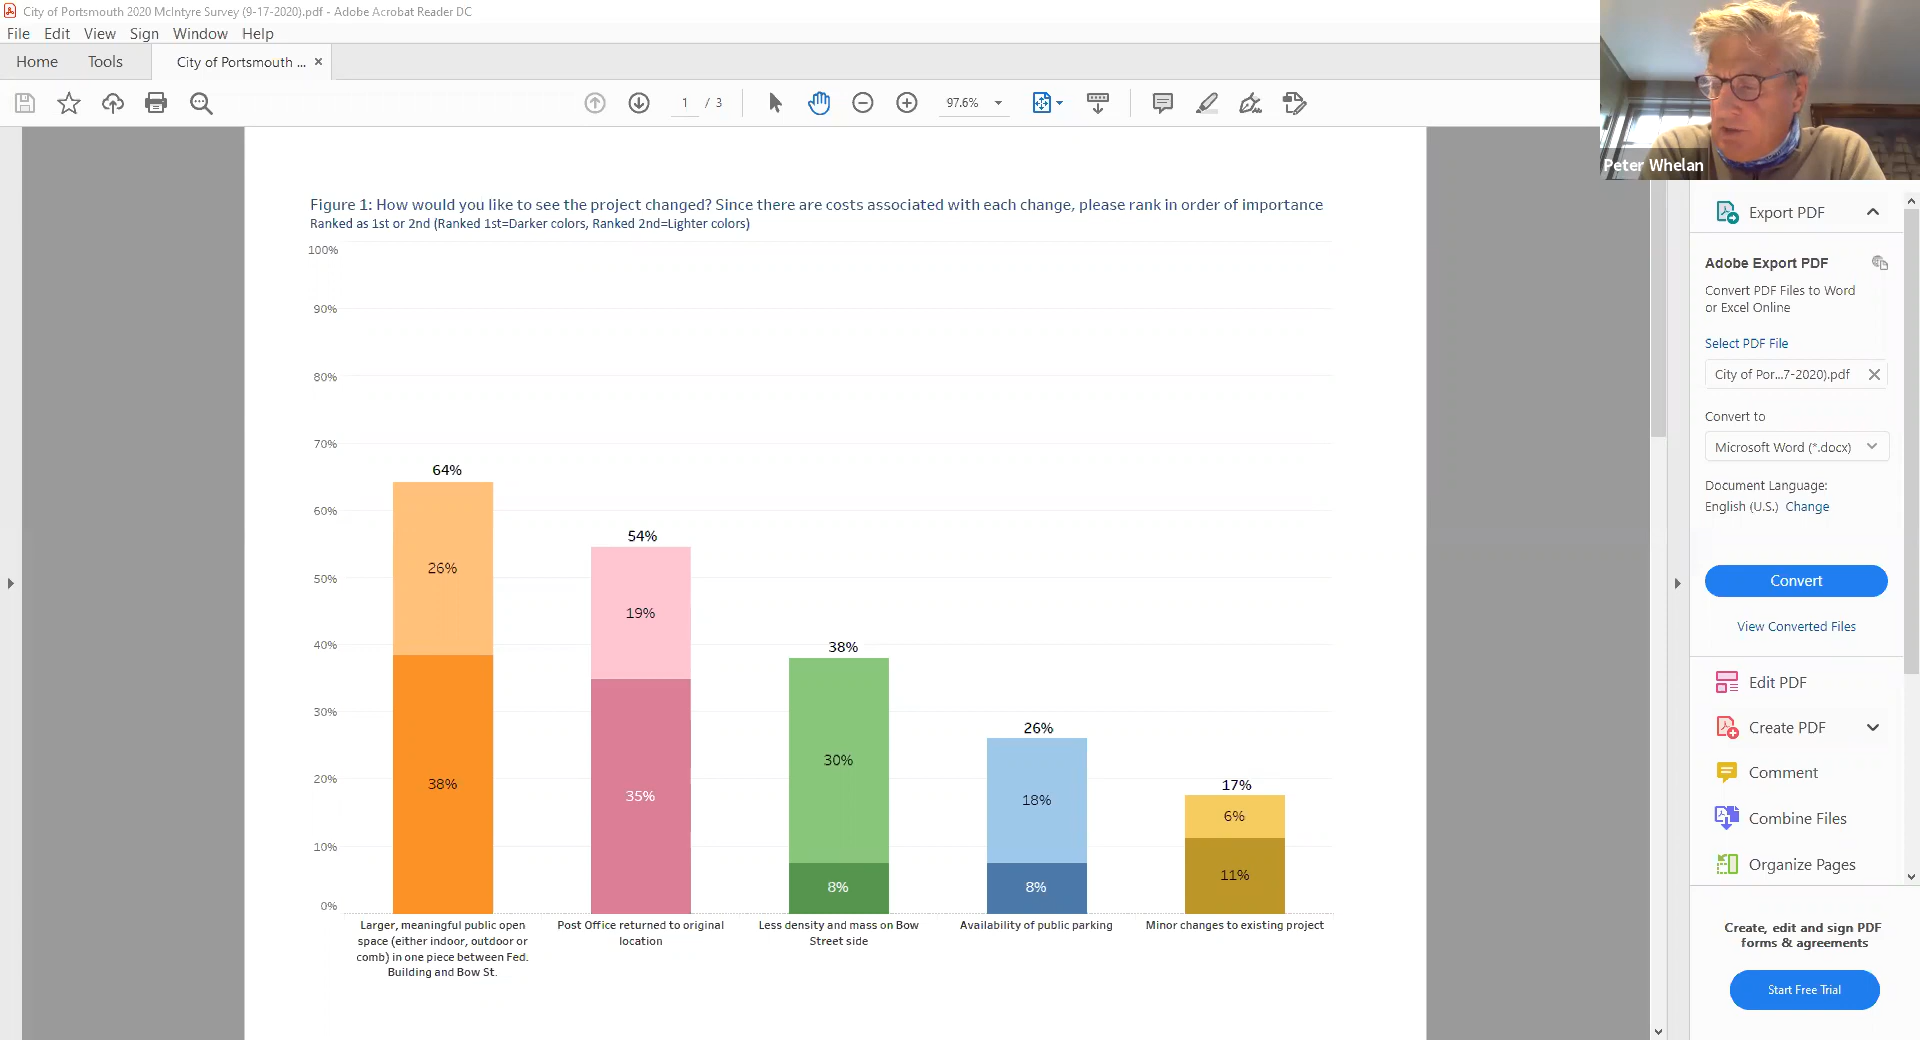 City of Portsmouth 2020 McIntyre Survey (9-17-2020).pdf - Adobe Acrobat Reader DC
File Edit View Sign Window Help
Home Tools City of Portsmouth ... ×
1 / 3 97.6%
Peter Whelan
Figure 1: How would you like to see the project changed? Since there are costs associated with each change, please rank in order of importance
Ranked as 1st or 2nd (Ranked 1st=Darker colors, Ranked 2nd=Lighter colors)
100%
90%
80%
70%
60%
50%
40%
30%
20%
10%
0%
64%
26%
38%
54%
19%
35%
38%
30%
8%
26%
18%
8%
17%
6%
11%
Larger, meaningful public open
space (either indoor, outdoor or
comb) in one piece between Fed.
Building and Bow St.
Post Office returned to original
location
Less density and mass on Bow
Street side
Availability of public parking
Minor changes to existing project
Export PDF
Adobe Export PDF
Convert PDF Files to Word
or Excel Online
Select PDF File
City of Por...7-2020).pdf
Convert to
Microsoft Word (*.docx)
Document Language:
English (U.S.) Change
Convert
View Converted Files
Edit PDF
Create PDF
Comment
Combine Files
Organize Pages
Create, edit and sign PDF
forms & agreements
Start Free Trial